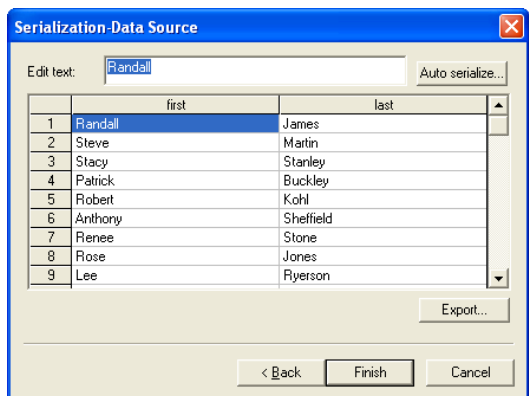 Serialization-Data Source
Edit text: Randall Auto serialize...
first last
1 Randall James
2 Steve Martin
3 Stacy Stanley
4 Patrick Buckley
5 Robert Kohl
6 Anthony Sheffield
7 Renee Stone
8 Rose Jones
9 Lee Ryerson
Export...
< Back Finish Cancel